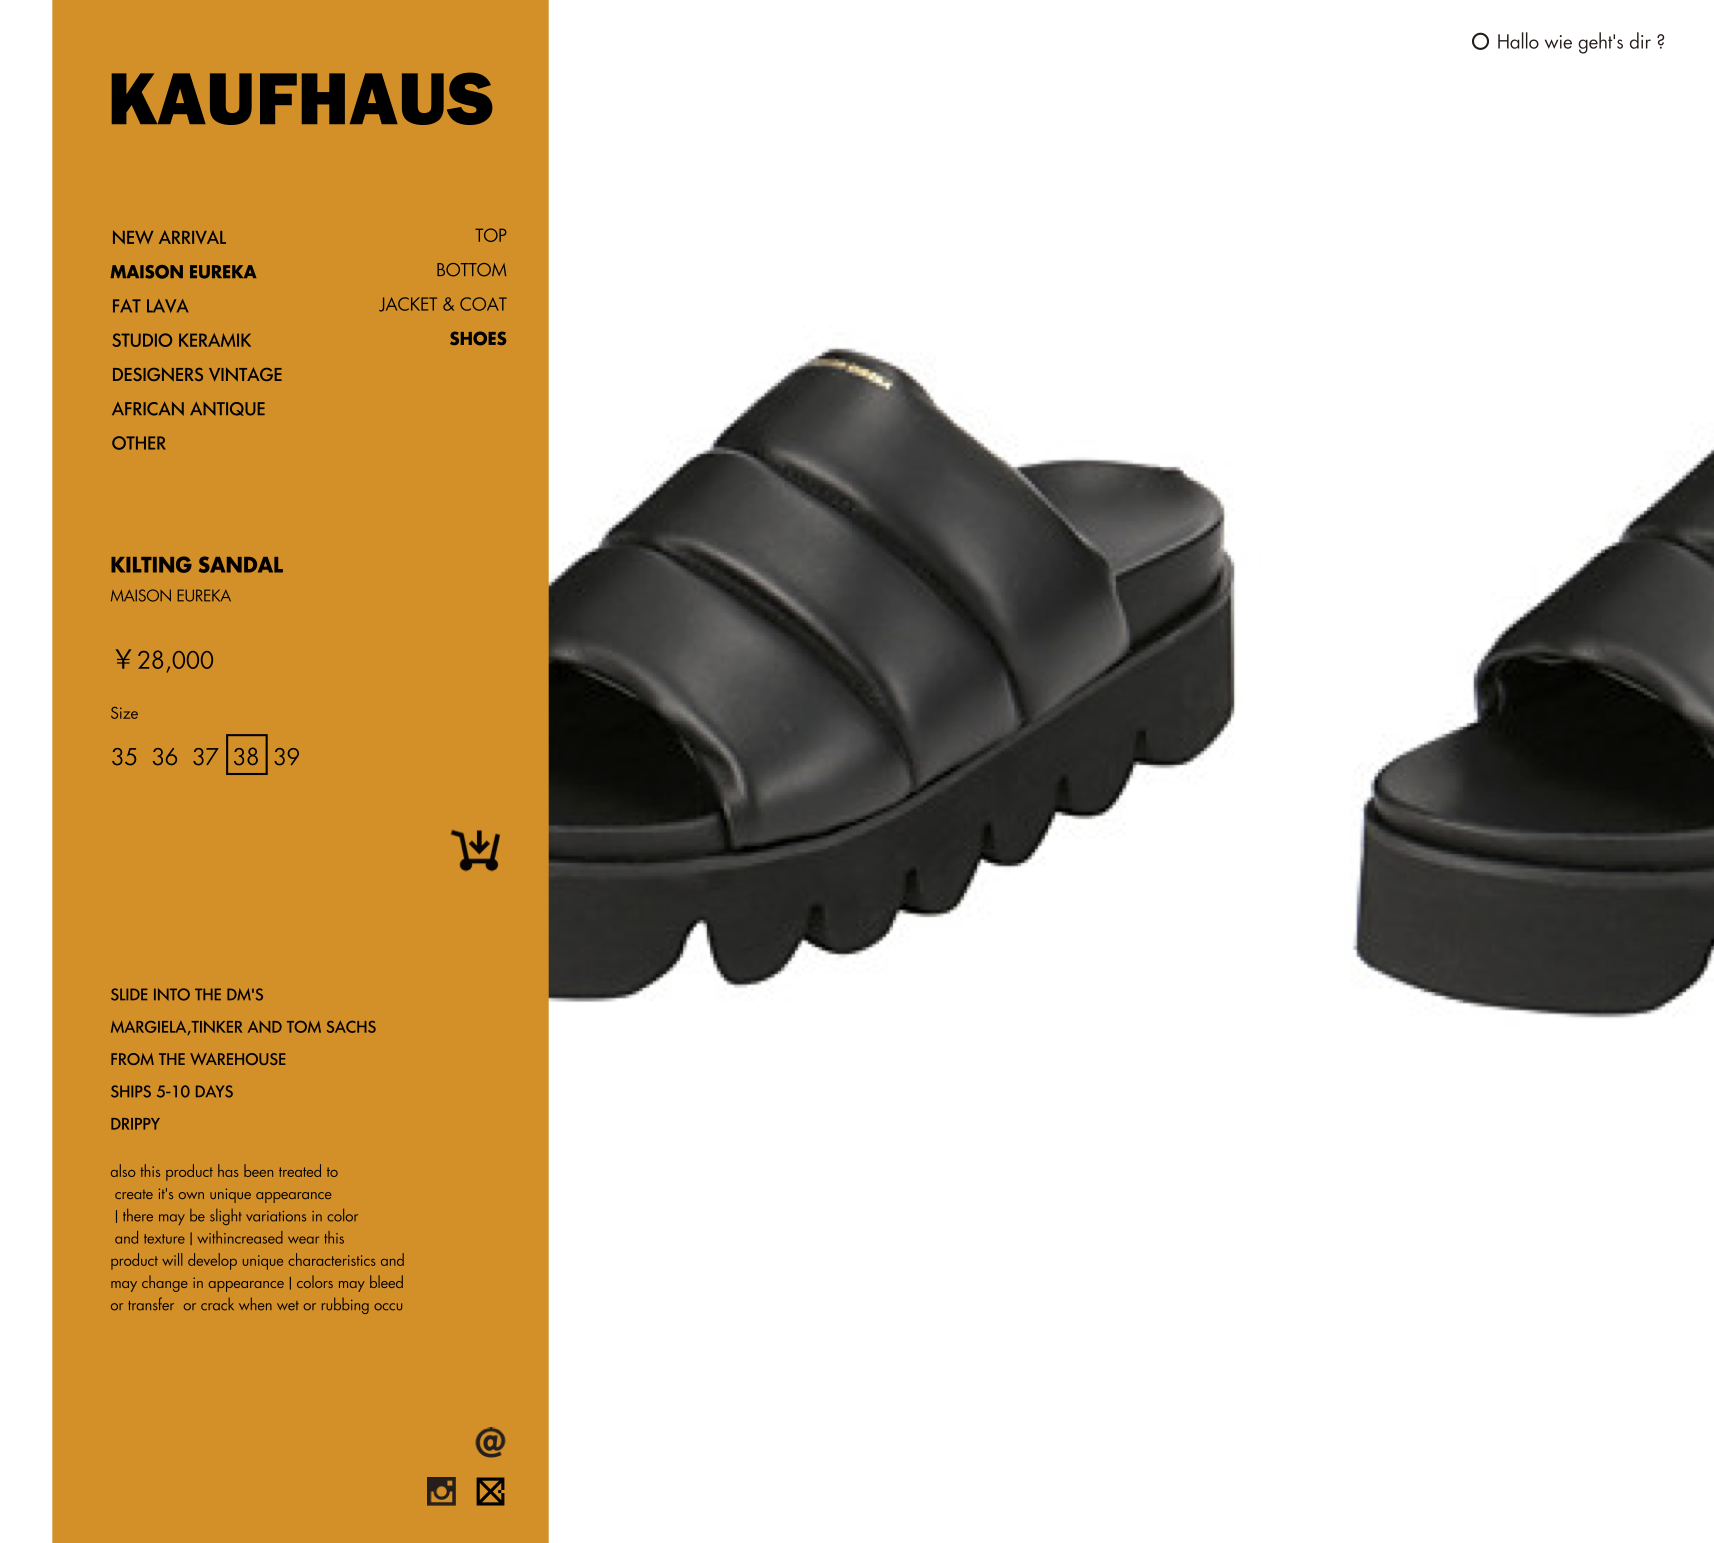 KAUFHAUS
Hallo wie geht's dir ?
NEW ARRIVAL
MAISON EUREKA
FAT LAVA
STUDIO KERAMIK
DESIGNERS VINTAGE
AFRICAN ANTIQUE
OTHER
TOP
BOTTOM
JACKET & COAT
SHOES
KILTING SANDAL
MAISON EUREKA
￥28,000
Size
35 36 37 38 39
SLIDE INTO THE DM'S
MARGIELA,TINKER AND TOM SACHS
FROM THE WAREHOUSE
SHIPS 5-10 DAYS
DRIPPY
also this product has been treated to
create it's own unique appearance
| there may be slight variations in color
and texture | withincreased wear this
product will develop unique characteristics and
may change in appearance | colors may bleed
or transfer  or crack when wet or rubbing occu
@